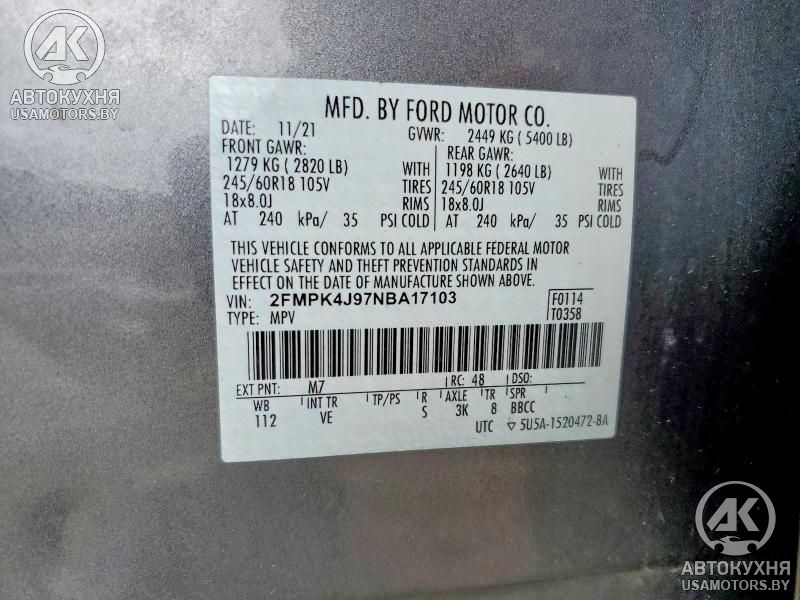 AK
АВТОКУХНЯ
USAMOTORS.BY
MFD. BY FORD MOTOR CO.
DATE: 11/21 GVWR: 2449 KG ( 5400 LB)
FRONT GAWR: REAR GAWR:
1279 KG ( 2820 LB) WITH 1198 KG ( 2640 LB) WITH
245/60R18 105V TIRES 245/60R18 105V TIRES
18x8.0J RIMS 18x8.0J RIMS
AT 240 kPa/ 35 PSI COLD AT 240 kPa/ 35 PSI COLD
THIS VEHICLE CONFORMS TO ALL APPLICABLE FEDERAL MOTOR
VEHICLE SAFETY AND THEFT PREVENTION STANDARDS IN
EFFECT ON THE DATE OF MANUFACTURE SHOWN ABOVE.
VIN: 2FMPK4J97NBA17103 F0114
TYPE: MPV T0358
EXT PNT: M7 RC: 48 DSO:
WB INT TR TP/PS R AXLE TR SPR
112 VE S 3K 8 BBCC
UTC ▽5U5A-1520472-BA
AK
АВТОКУХНЯ
USAMOTORS.BY